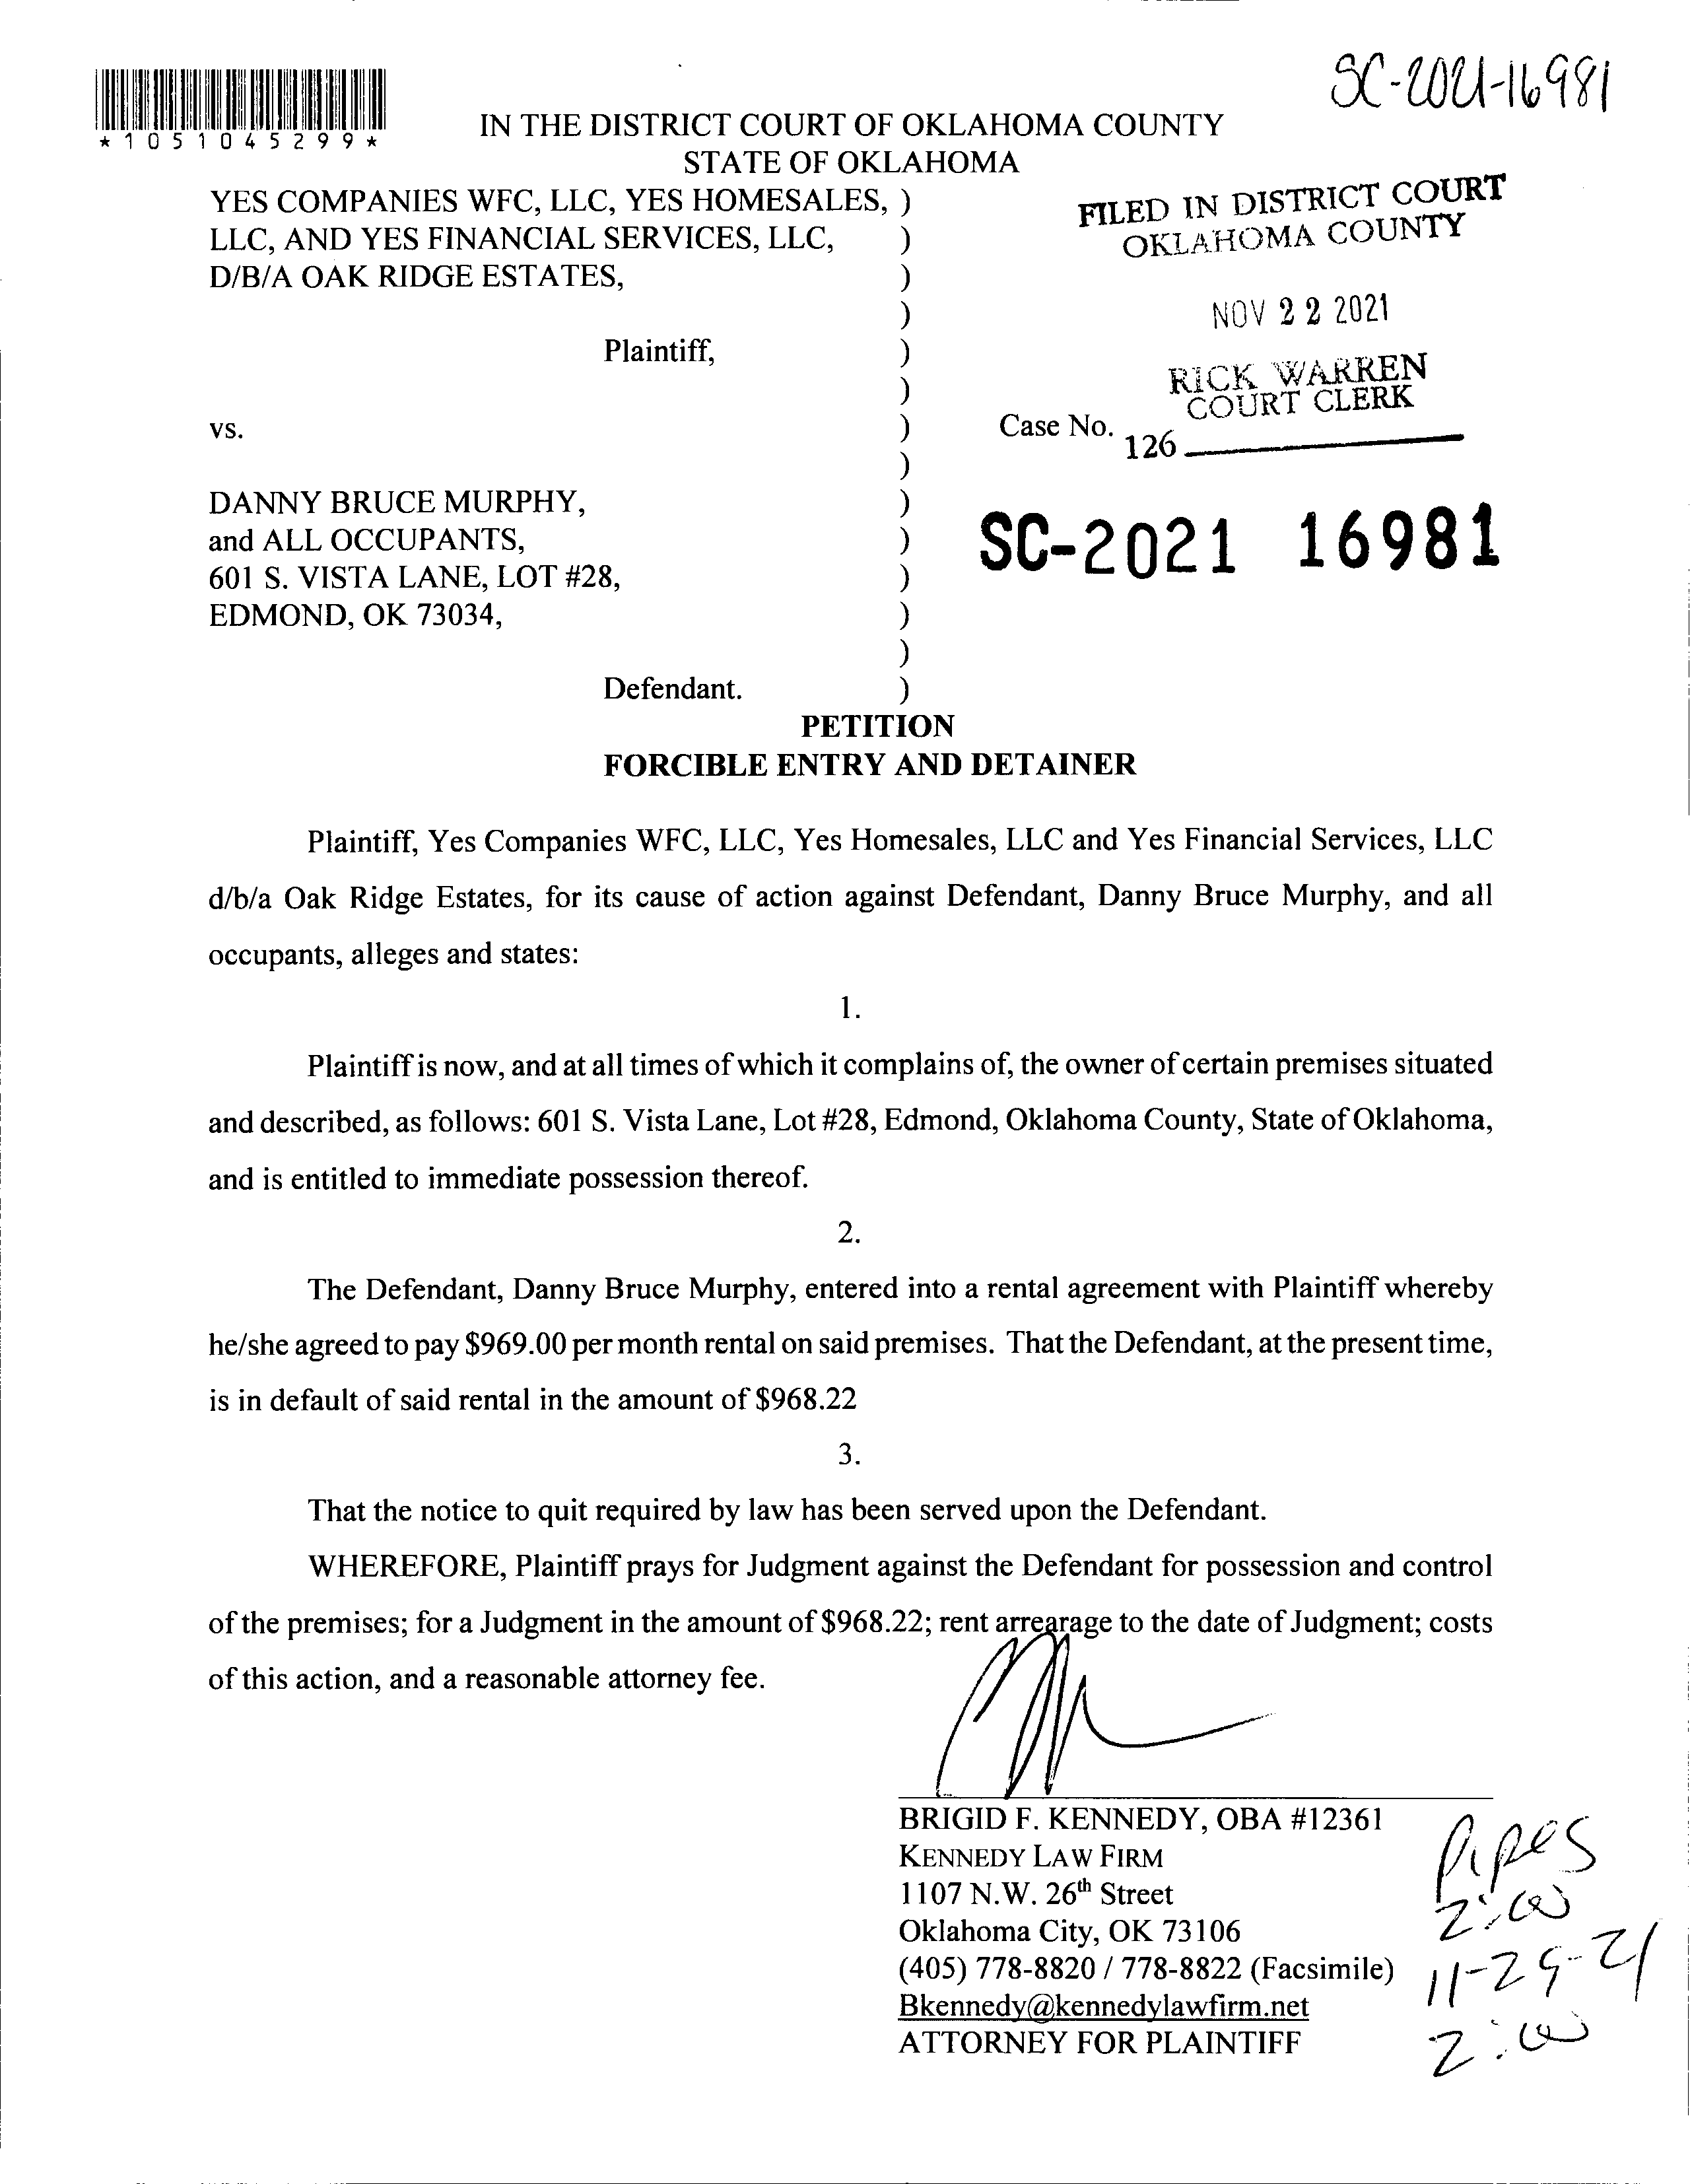 SC-2021-16981
*1051045299*
IN THE DISTRICT COURT OF OKLAHOMA COUNTY
STATE OF OKLAHOMA
YES COMPANIES WFC, LLC, YES HOMESALES, )
LLC, AND YES FINANCIAL SERVICES, LLC, )
D/B/A OAK RIDGE ESTATES, )
)
Plaintiff, )
)
vs. )
)
DANNY BRUCE MURPHY, )
and ALL OCCUPANTS, )
601 S. VISTA LANE, LOT #28, )
EDMOND, OK 73034, )
)
Defendant. )
FILED IN DISTRICT COURT
OKLAHOMA COUNTY
NOV 22 2021
RICK WARREN
COURT CLERK
Case No.
126
SC-2021 16981
PETITION
FORCIBLE ENTRY AND DETAINER
Plaintiff, Yes Companies WFC, LLC, Yes Homesales, LLC and Yes Financial Services, LLC
d/b/a Oak Ridge Estates, for its cause of action against Defendant, Danny Bruce Murphy, and all
occupants, alleges and states:
1.
Plaintiff is now, and at all times of which it complains of, the owner of certain premises situated
and described, as follows: 601 S. Vista Lane, Lot #28, Edmond, Oklahoma County, State of Oklahoma,
and is entitled to immediate possession thereof.
2.
The Defendant, Danny Bruce Murphy, entered into a rental agreement with Plaintiff whereby
he/she agreed to pay $969.00 per month rental on said premises. That the Defendant, at the present time,
is in default of said rental in the amount of $968.22
3.
That the notice to quit required by law has been served upon the Defendant.
WHEREFORE, Plaintiff prays for Judgment against the Defendant for possession and control
of the premises; for a Judgment in the amount of $968.22; rent arrearage to the date of Judgment; costs
of this action, and a reasonable attorney fee.
BRIGID F. KENNEDY, OBA #12361
KENNEDY LAW FIRM
1107 N.W. 26th Street
Oklahoma City, OK 73106
(405) 778-8820 / 778-8822 (Facsimile)
Bkennedy@kennedylawfirm.net
ATTORNEY FOR PLAINTIFF
Pipes
2:00
2:00